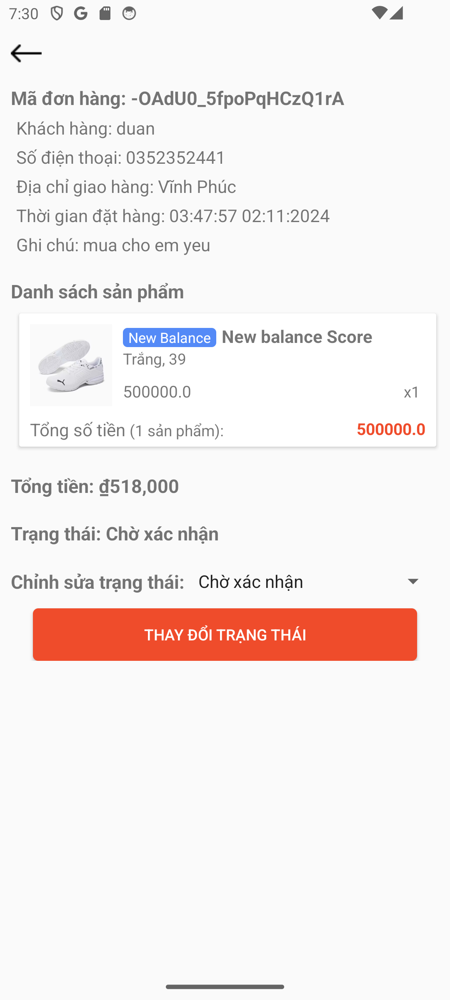 7:30
Mã đơn hàng: -OAdU0_5fpoPqHCzQ1rA
Khách hàng: duan
Số điện thoại: 0352352441
Địa chỉ giao hàng: Vĩnh Phúc
Thời gian đặt hàng: 03:47:57 02:11:2024
Ghi chú: mua cho em yeu
Danh sách sản phẩm
New Balance New balance Score
Trắng, 39
500000.0 x1
Tổng số tiền (1 sản phẩm): 500000.0
Tổng tiền: ₫518,000
Trạng thái: Chờ xác nhận
Chỉnh sửa trạng thái: Chờ xác nhận
THAY ĐỔI TRẠNG THÁI